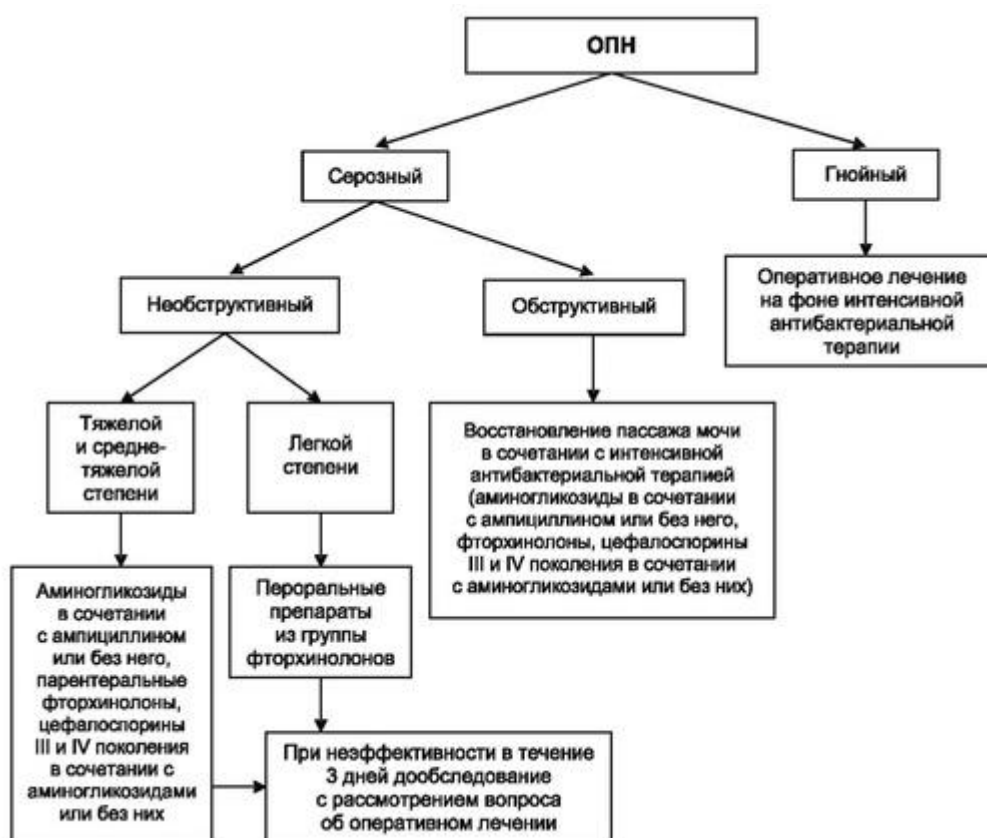 ОПН
Серозный
Гнойный
Необструктивный
Обструктивный
Оперативное лечение
на фоне интенсивной
антибактериальной
терапии
Тяжелой
и средне-
тяжелой
степени
Легкой
степени
Восстановление пассажа мочи
в сочетании с интенсивной
антибактериальной терапией
(аминогликозиды в сочетании
с ампициллином или без него,
фторхинолоны, цефалоспорины
III и IV поколения в сочетании
с аминогликозидами или без них)
Аминогликозиды
в сочетании
с ампициллином
или без него,
парентеральные
фторхинолоны,
цефалоспорины
III и IV поколения
в сочетании с
аминогликозидами
или без них
Пероральные
препараты
из группы
фторхинолонов
При неэффективности в течение
3 дней дообследование
с рассмотрением вопроса
об оперативном лечении